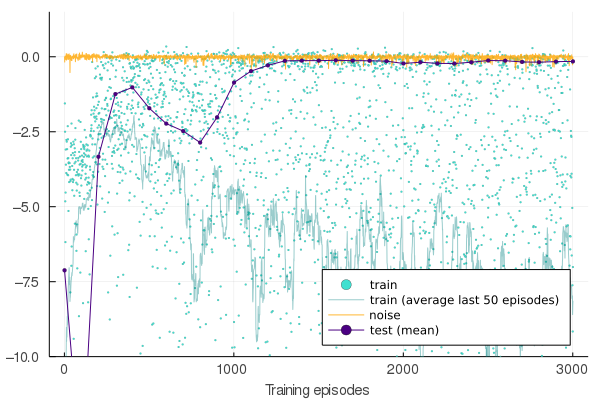 0.0
−2.5
−5.0
−7.5
−10.0
0
1000
2000
3000
Training episodes
train
train (average last 50 episodes)
noise
test (mean)